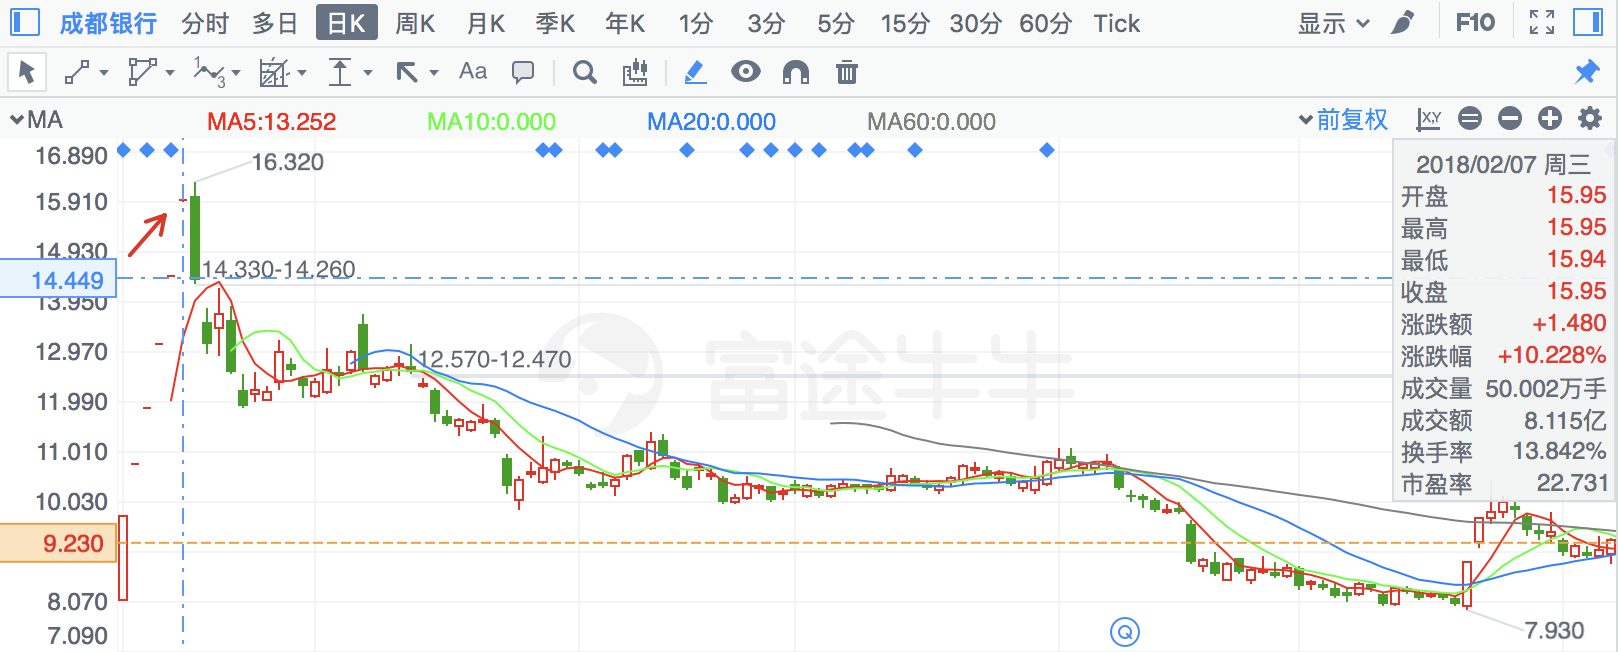 成都银行 分时 多日 日K 周K 月K 季K 年K 1分 3分 5分 15分 30分 60分 Tick 显示 F10
1 3 Aa
MA MA5:13.252 MA10:0.000 MA20:0.000 MA60:0.000 前复权 X,Y
16.890
16.320
15.910
14.930
14.330-14.260
14.449
13.950
12.970
12.570-12.470
11.990
11.010
10.030
9.230
8.070
7.090
7.930
Q
富途牛牛
2018/02/07 周三
开盘 15.95
最高 15.95
最低 15.94
收盘 15.95
涨跌额 +1.480
涨跌幅 +10.228%
成交量 50.002万手
成交额 8.115亿
换手率 13.842%
市盈率 22.731